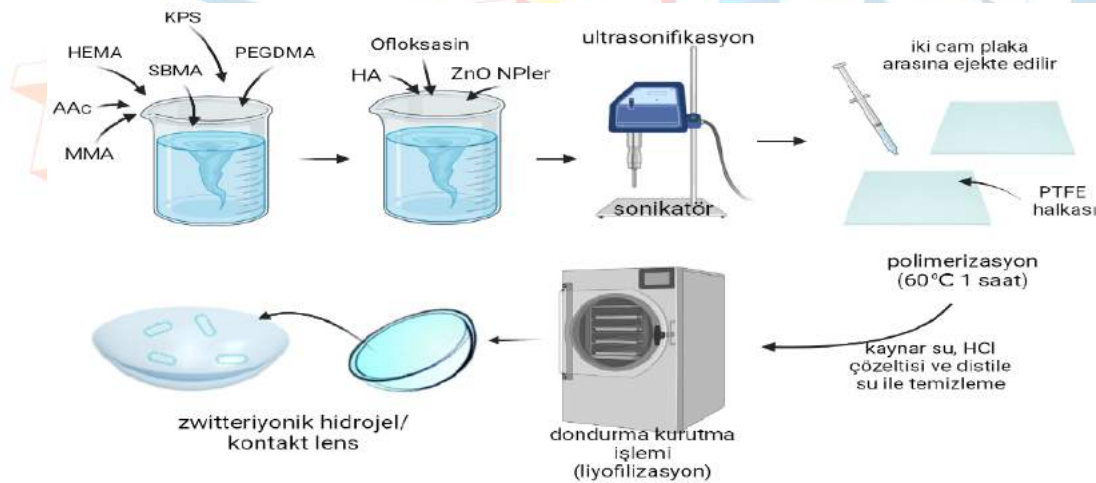 KPS
HEMA
PEGDMA
SBMA
AAc
MMA
Ofloksasin
HA
ZnO NPler
ultrasonifikasyon
sonikatör
iki cam plaka
arasına ejekte edilir
PTFE
halkası
polimerizasyon
(60°C 1 saat)
kaynar su, HCl
çözeltisi ve distile
su ile temizleme
dondurma kurutma
işlemi
(liyofilizasyon)
zwitteriyonik hidrojel/
kontakt lens